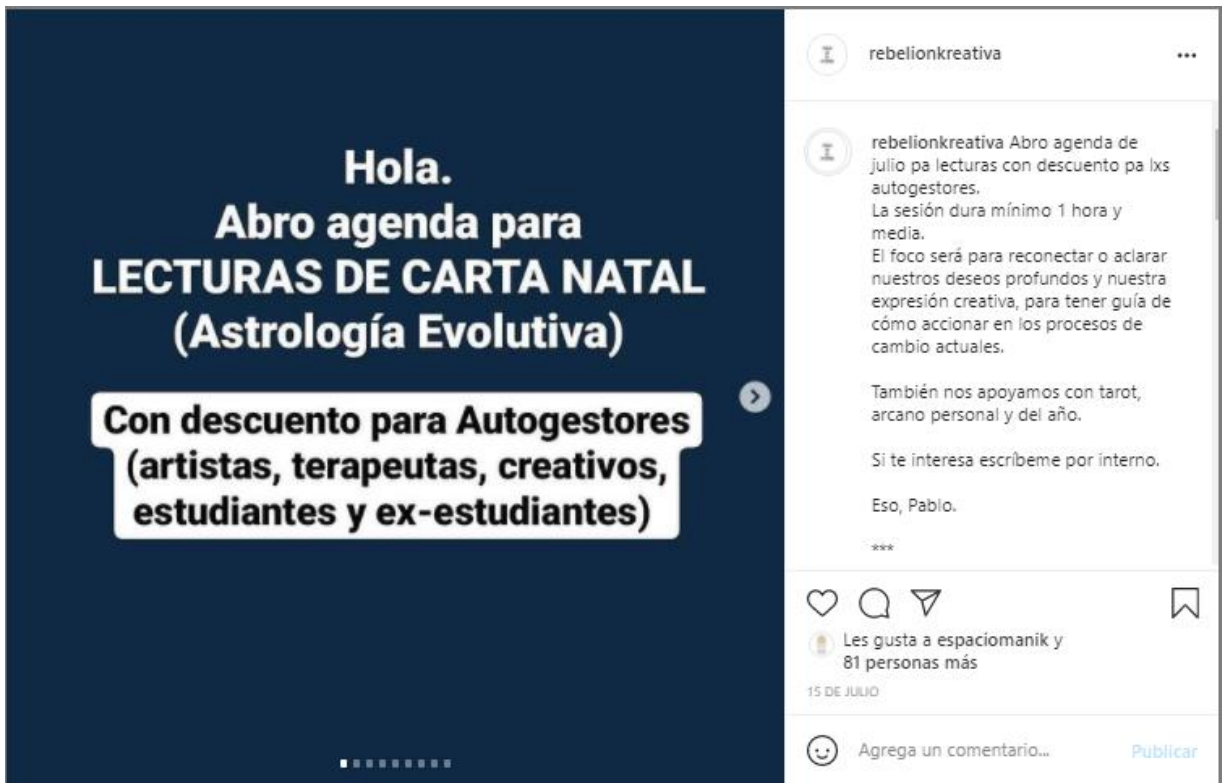 Hola.
Abro agenda para
LECTURAS DE CARTA NATAL
(Astrología Evolutiva)
Con descuento para Autogestores
(artistas, terapeutas, creativos,
estudiantes y ex-estudiantes)
rebelionkreativa
rebelionkreativa Abro agenda de
julio pa lecturas con descuento pa lxs
autogestores.
La sesión dura mínimo 1 hora y
media.
El foco será para reconectar o aclarar
nuestros deseos profundos y nuestra
expresión creativa, para tener guía de
cómo accionar en los procesos de
cambio actuales.
También nos apoyamos con tarot,
arcano personal y del año.
Si te interesa escríbeme por interno.
Eso, Pablo.
***
Les gusta a espaciomanik y
81 personas más
15 DE JULIO
Agrega un comentario... Publicar